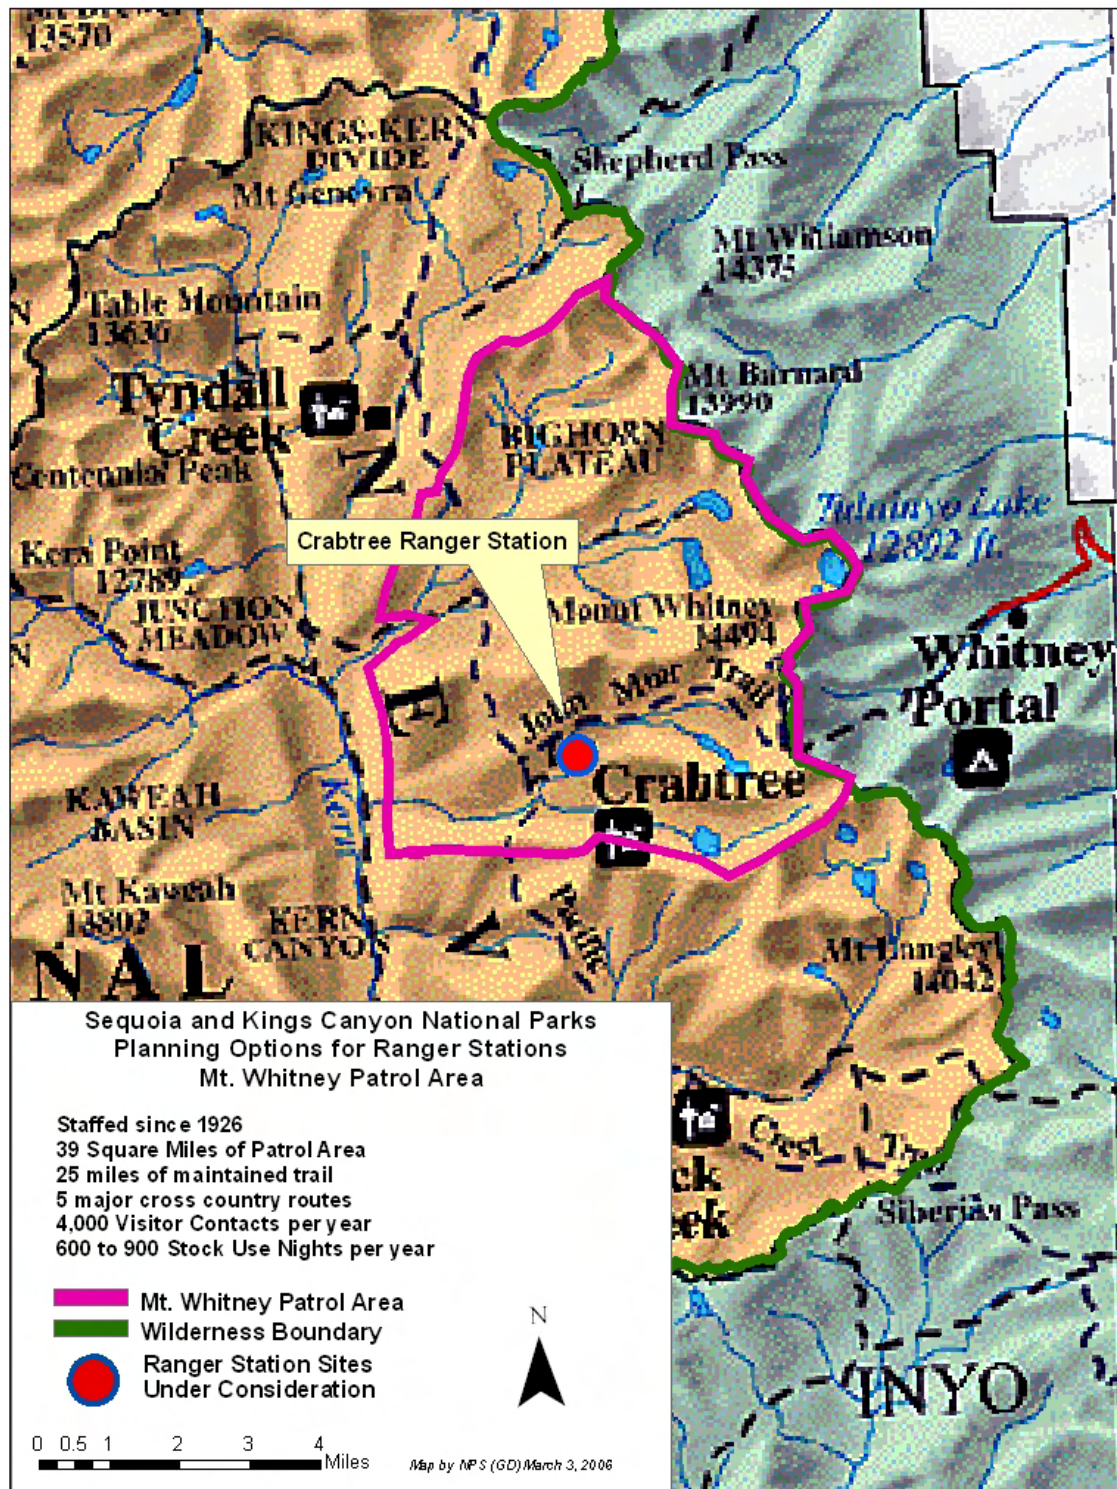 13570
KINGS-KERN
DIVIDE
Shepherd Pass
Mt Genevra
Mt Williamson
14375
Table Mountain
13636
Mt Barnard
13990
Tyndall
Creek
BIGHORN
PLATEAU
Centennial Peak
Tulainyo Lake
12802 ft.
Crabtree Ranger Station
Kern Point
12789
JUNCTION
MEADOW
Mount Whitney
14494
Whitney
Portal
John Muir Trail
Crabtree
KAWEAH
BASIN
Kern
Mt Kaweah
13802
KERN
CANYON
Pacific
Mt Langley
14042
NAL
Crest Trail
ck
eek
Siberian Pass
INYO
Sequoia and Kings Canyon National Parks
Planning Options for Ranger Stations
Mt. Whitney Patrol Area
Staffed since 1926
39 Square Miles of Patrol Area
25 miles of maintained trail
5 major cross country routes
4,000 Visitor Contacts per year
600 to 900 Stock Use Nights per year
Mt. Whitney Patrol Area
Wilderness Boundary
Ranger Station Sites
Under Consideration
N
0 0.5 1 2 3 4
Miles
Map by NPS (GD) March 3, 2006